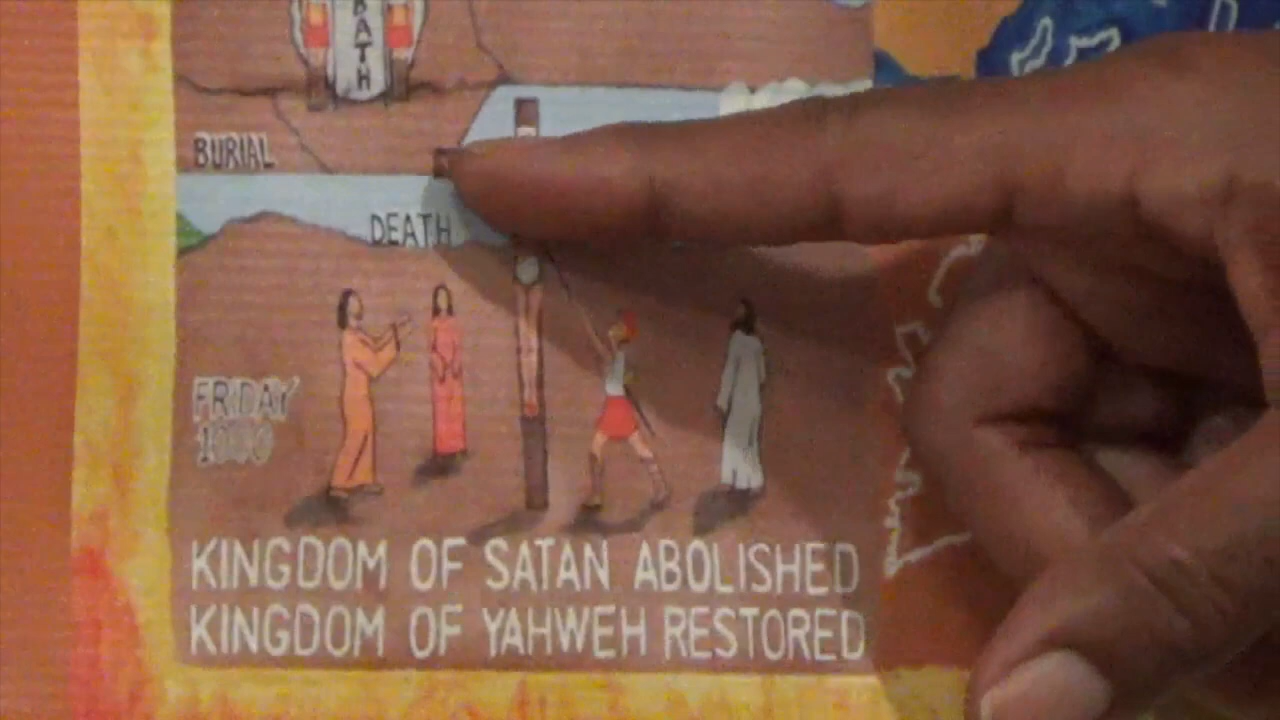 BATH
BURIAL
DEATH
FRIDAY
KINGDOM OF SATAN ABOLISHED
KINGDOM OF YAHWEH RESTORED